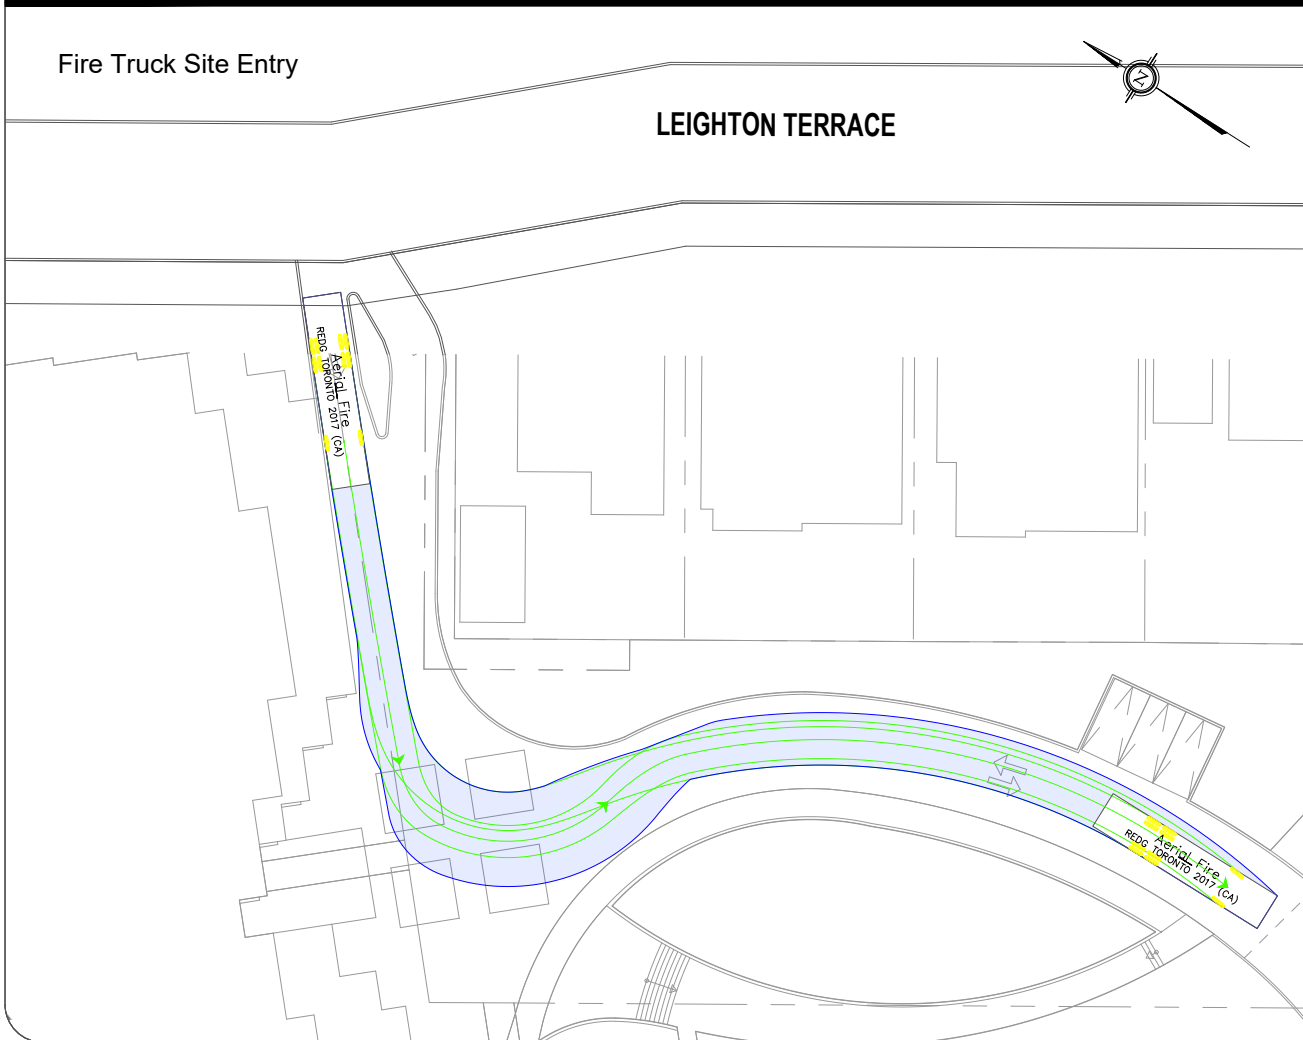 Fire Truck Site Entry
N
LEIGHTON TERRACE
Aerial Fire
REDG TORONTO 2017 (CA)
Aerial Fire
REDG TORONTO 2017 (CA)